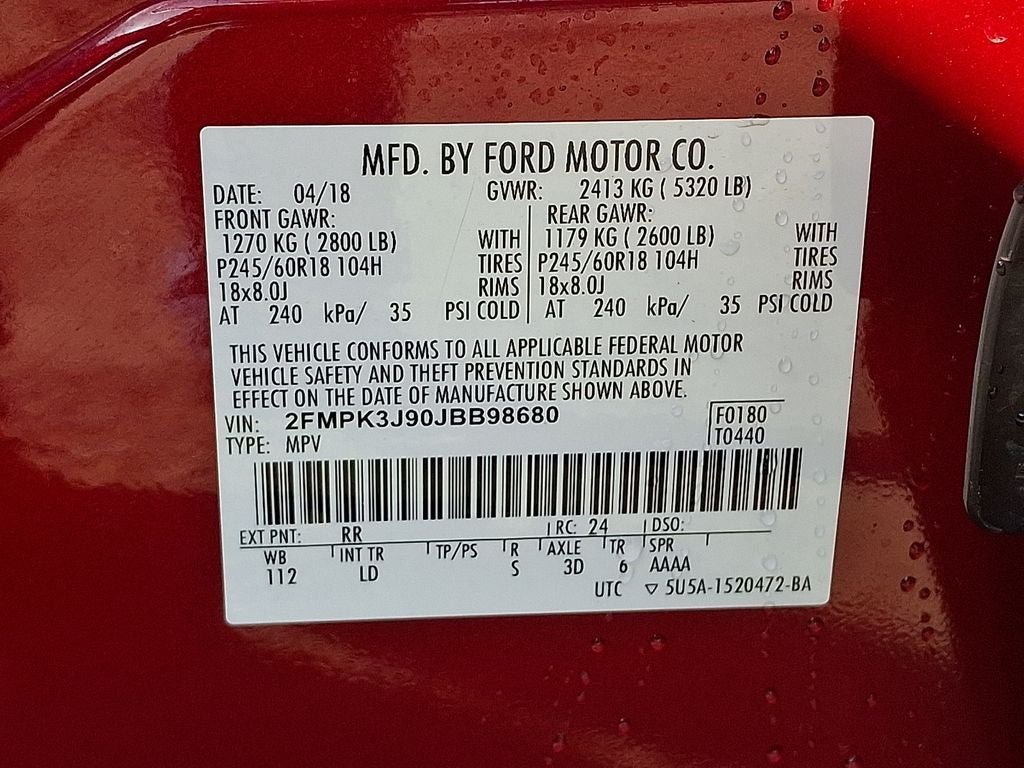 MFD. BY FORD MOTOR CO.
DATE: 04/18 GVWR: 2413 KG ( 5320 LB)
FRONT GAWR: REAR GAWR:
1270 KG ( 2800 LB) WITH 1179 KG ( 2600 LB) WITH
P245/60R18 104H TIRES P245/60R18 104H TIRES
18x8.0J RIMS 18x8.0J RIMS
AT 240 kPa/ 35 PSI COLD AT 240 kPa/ 35 PSI COLD
THIS VEHICLE CONFORMS TO ALL APPLICABLE FEDERAL MOTOR
VEHICLE SAFETY AND THEFT PREVENTION STANDARDS IN
EFFECT ON THE DATE OF MANUFACTURE SHOWN ABOVE.
VIN: 2FMPK3J90JBB98680 F0180
TYPE: MPV T0440
EXT PNT: RR RC: 24 DSO:
WB INT TR TP/PS R AXLE TR SPR
112 LD S 3D 6 AAAA
UTC ▽ 5U5A-1520472-BA